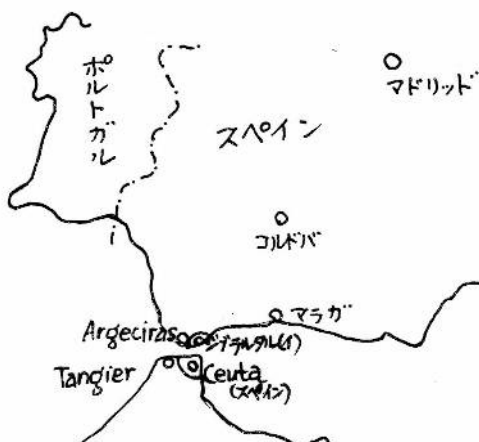 ポルトガル
マドリッド
スペイン
コルドバ
マラガ
Argeciras
ジブラルタル(イ)
Tangier
Ceuta
(スペイン)